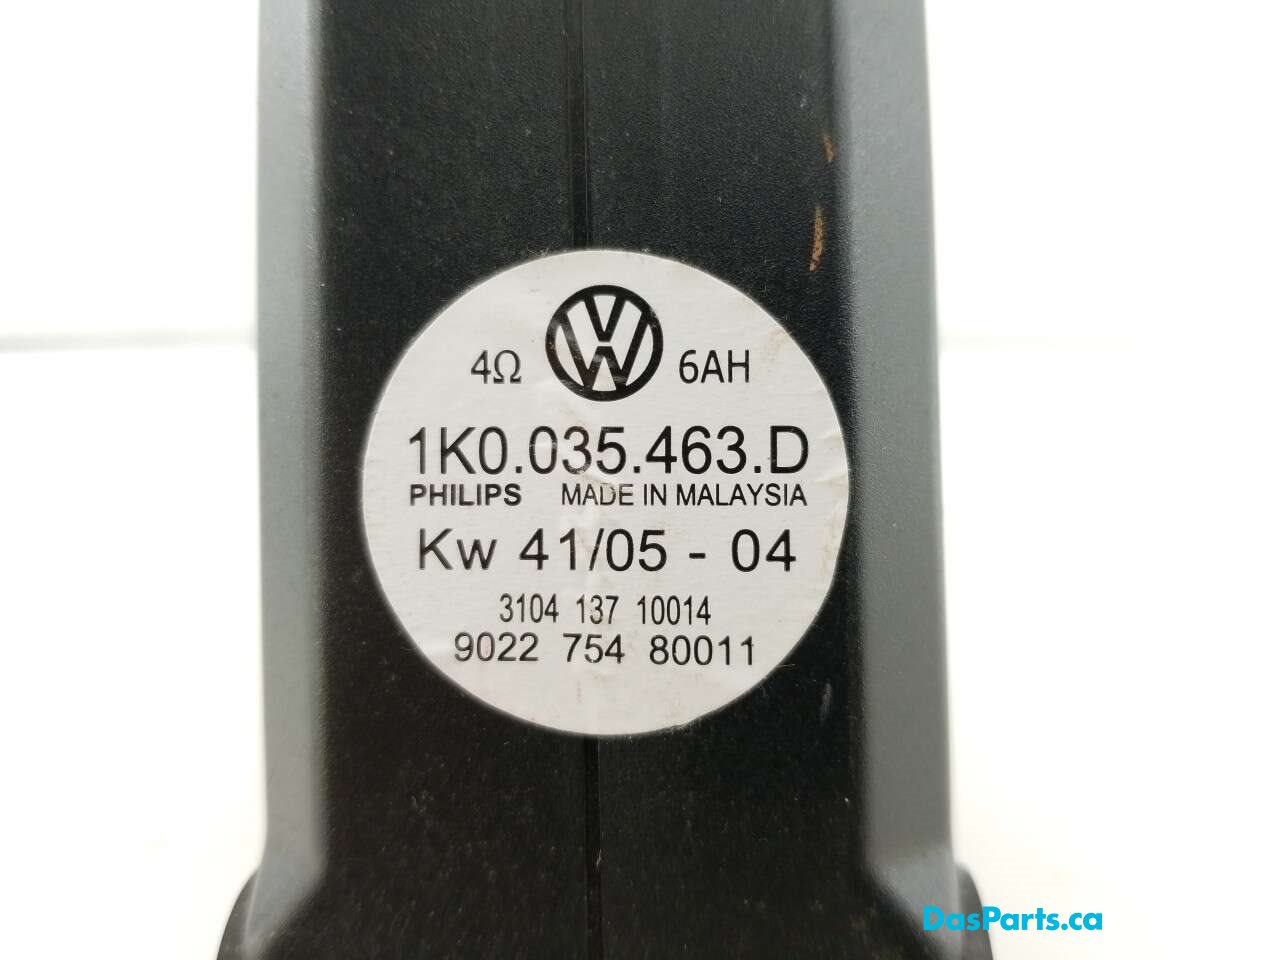 4Ω 6AH
1K0.035.463.D
PHILIPS MADE IN MALAYSIA
Kw 41/05 - 04
3104 137 10014
9022 754 80011
DasParts.ca